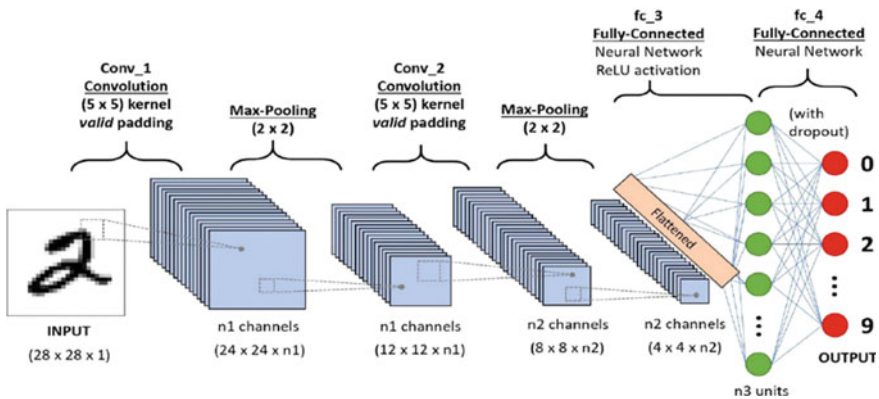 fc_3
Fully-Connected
Neural Network
ReLU activation
fc_4
Fully-Connected
Neural Network
Conv_1
Convolution
(5 x 5) kernel
valid padding
Max-Pooling
(2 x 2)
Conv_2
Convolution
(5 x 5) kernel
valid padding
Max-Pooling
(2 x 2)
(with
dropout)
Flattened
0
1
2
9
INPUT
(28 x 28 x 1)
n1 channels
(24 x 24 x n1)
n1 channels
(12 x 12 x n1)
n2 channels
(8 x 8 x n2)
n2 channels
(4 x 4 x n2)
OUTPUT
n3 units
2